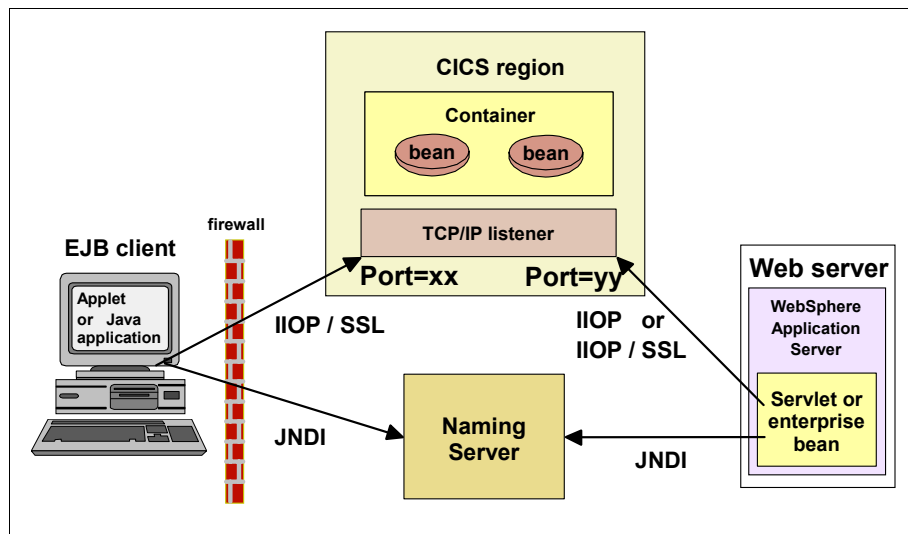 CICS region
Container
bean
bean
TCP/IP listener
Port=xx
Port=yy
firewall
EJB client
Applet
or Java
application
IIOP / SSL
JNDI
Naming
Server
IIOP or
IIOP / SSL
JNDI
Web server
WebSphere
Application
Server
Servlet or
enterprise
bean